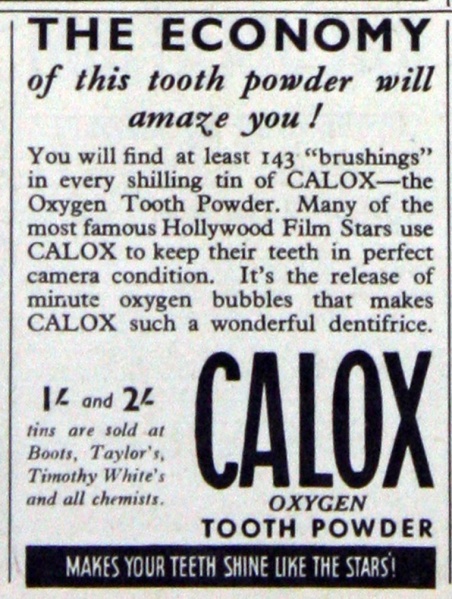 THE ECONOMY
of this tooth powder will
amaze you!
You will find at least 143 “brushings”
in every shilling tin of CALOX—the
Oxygen Tooth Powder. Many of the
most famous Hollywood Film Stars use
CALOX to keep their teeth in perfect
camera condition. It's the release of
minute oxygen bubbles that makes
CALOX such a wonderful dentifrice.
1/- and 2/-
tins are sold at
Boots, Taylor's,
Timothy White's
and all chemists.
CALOX
OXYGEN
TOOTH POWDER
MAKES YOUR TEETH SHINE LIKE THE STARS'!